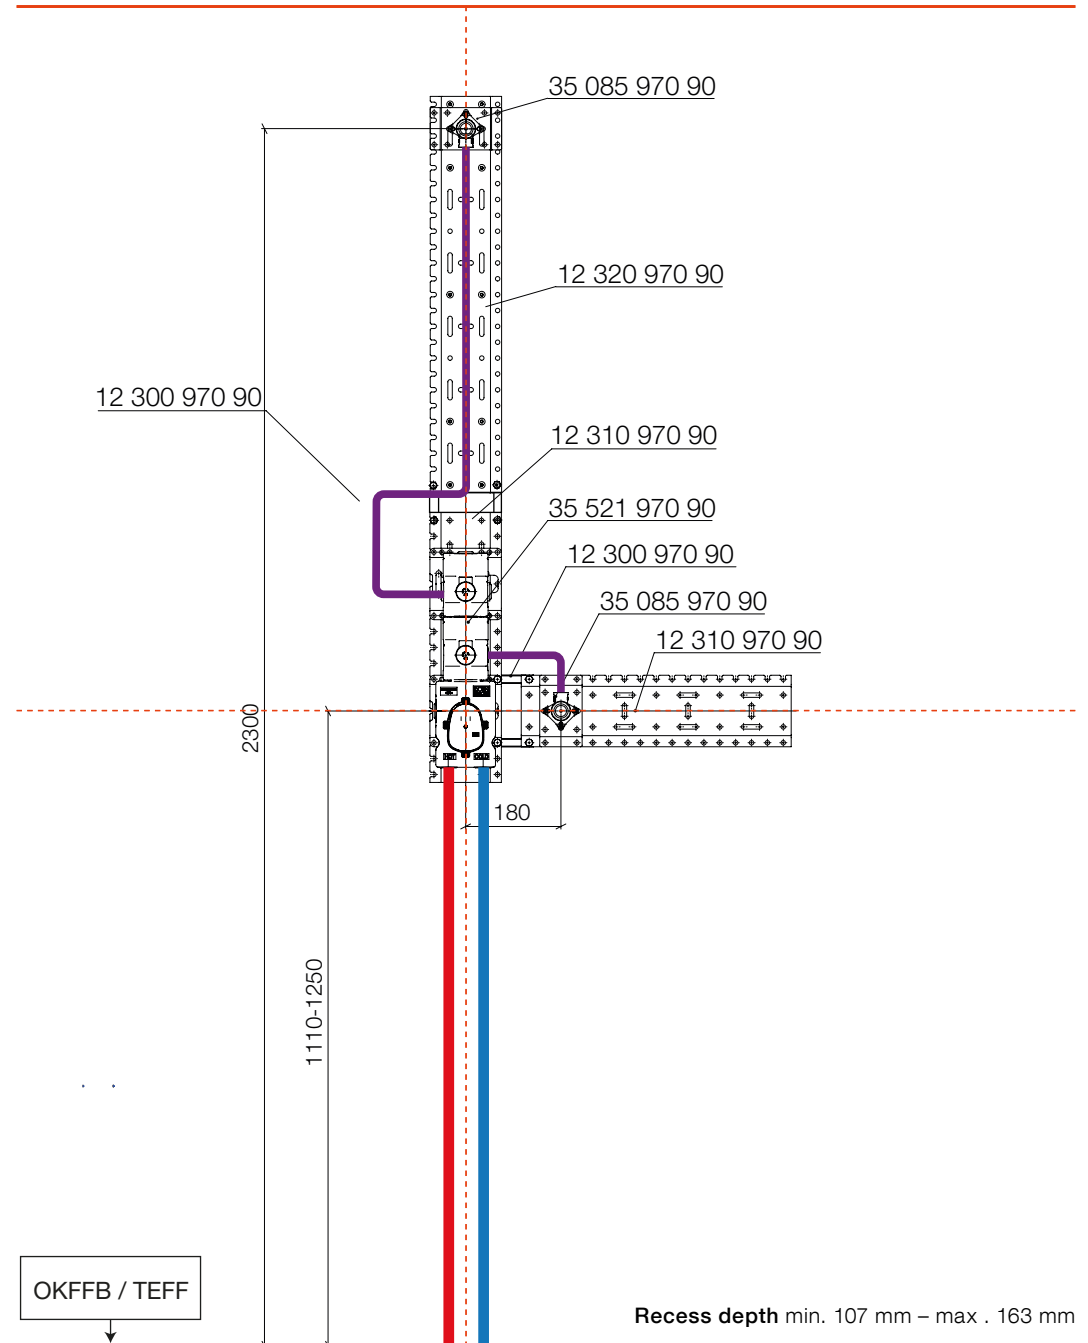 35 085 970 90
12 320 970 90
12 300 970 90
12 310 970 90
35 521 970 90
12 300 970 90
35 085 970 90
12 310 970 90
2300
180
1110-1250
OKFFB / TEFF
Recess depth min. 107 mm – max . 163 mm